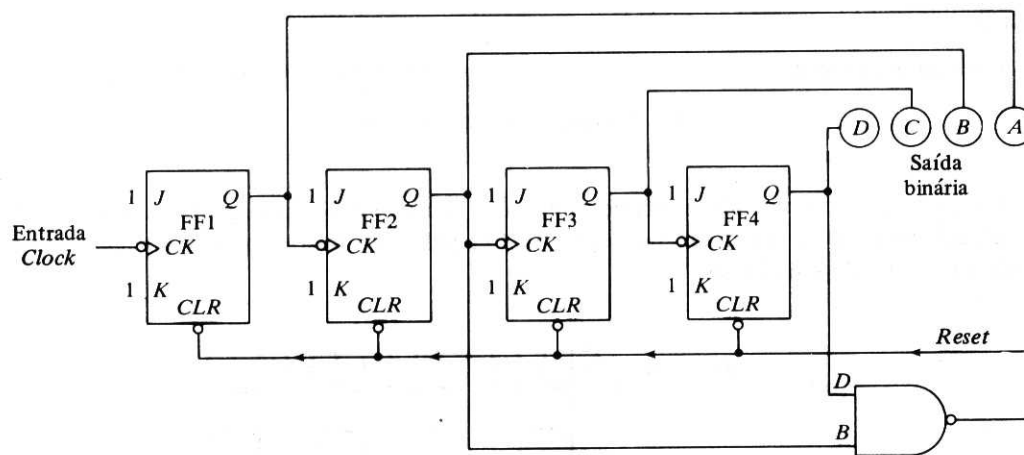 D C B A
Saída
binária
1 J Q
FF1
CK
1 K
CLR
1 J Q
FF2
CK
1 K
CLR
1 J Q
FF3
CK
1 K
CLR
1 J Q
FF4
CK
1 K
CLR
Entrada
Clock
Reset
D
B